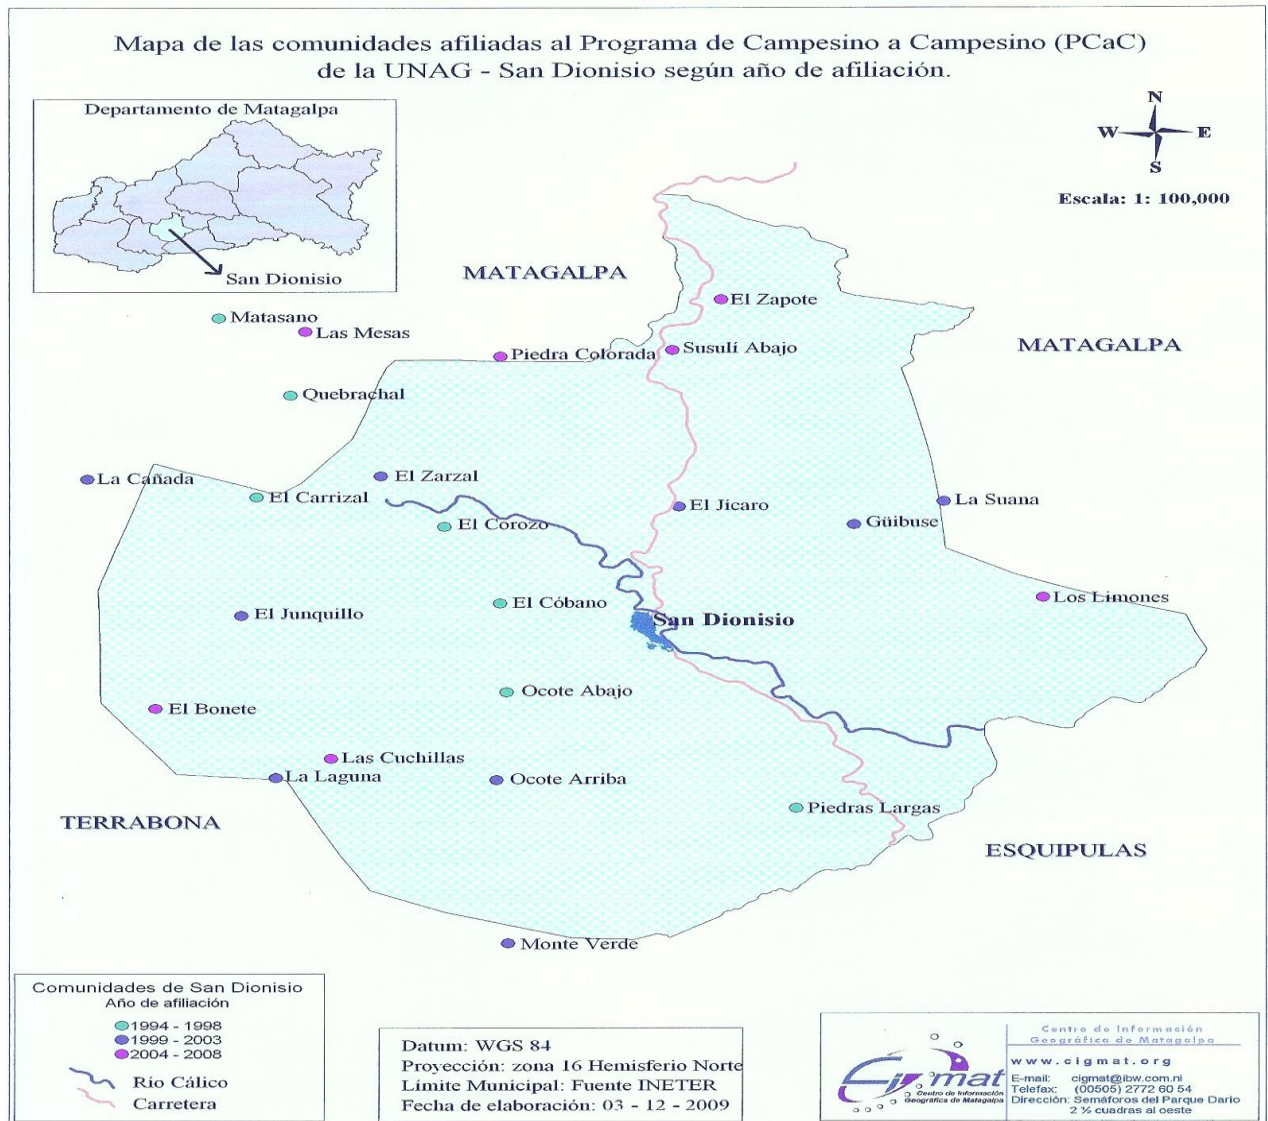 Mapa de las comunidades afiliadas al Programa de Campesino a Campesino (PCaC)
de la UNAG - San Dionisio según año de afiliación.
Departamento de Matagalpa
San Dionisio
N
W
E
S
Escala: 1: 100,000
MATAGALPA
El Zapote
Matasano
Las Mesas
Piedra Colorada
Susulí Abajo
MATAGALPA
Quebrachal
La Cañada
El Zarzal
El Carrizal
El Corozo
El Jícaro
La Suana
Güibuse
El Junquillo
El Cóbano
San Dionisio
Los Limones
Ocote Abajo
El Bonete
Las Cuchillas
La Laguna
Ocote Arriba
Piedras Largas
TERRABONA
ESQUIPULAS
Monte Verde
Comunidades de San Dionisio
Año de afiliación
1994 - 1998
1999 - 2003
2004 - 2008
Río Cálico
Carretera
Datum: WGS 84
Proyección: zona 16 Hemisferio Norte
Límite Municipal: Fuente INETER
Fecha de elaboración: 03 - 12 - 2009
Cigmat
Centro de Información
Geográfica de Matagalpa
Centro de Información
Geográfica de Matagalpa
www.cigmat.org
E-mail: cigmat@ibw.com.ni
Telefax: (00505) 2772 60 54
Dirección: Semáforos del Parque Darío
2 ½ cuadras al oeste